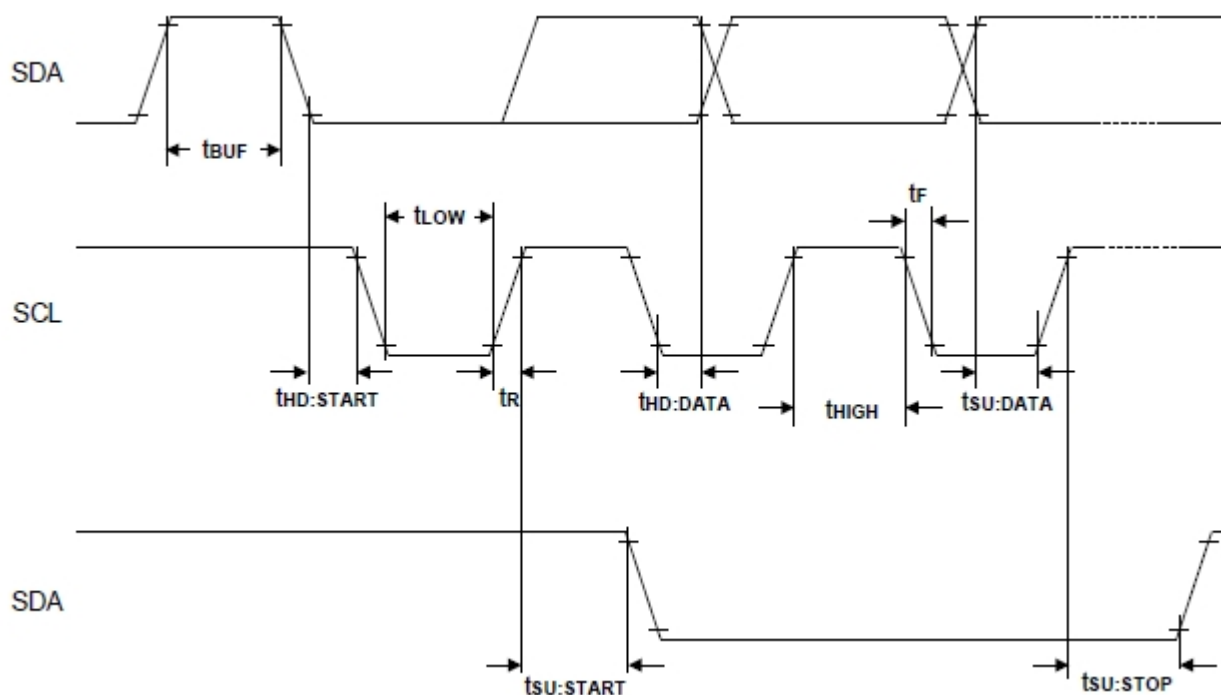 SDA
tBUF
tF
tLOW
SCL
tHD:START
tR
tHD:DATA
tHIGH
tSU:DATA
SDA
tSU:START
tSU:STOP